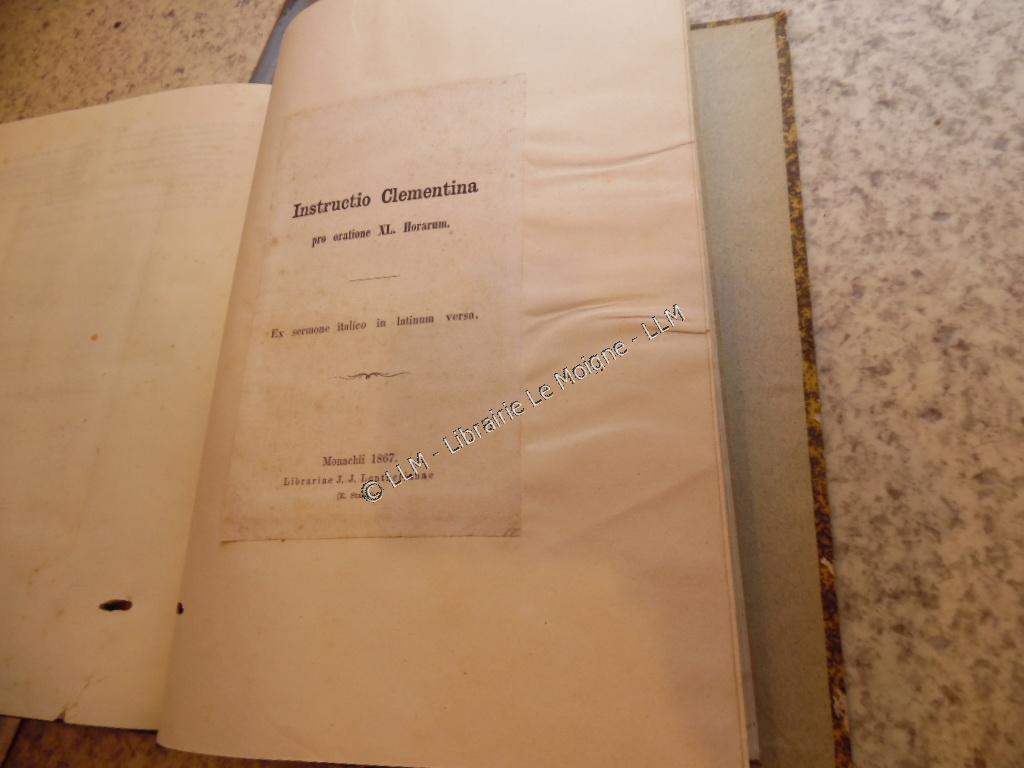 Instructio Clementina
pro oratione XL. Horarum.
Ex sermone italico in latinum versa.
Monachii 1867.
Librariae J. J.
(E.
© LLM - Librairie Le Moigne - LLM